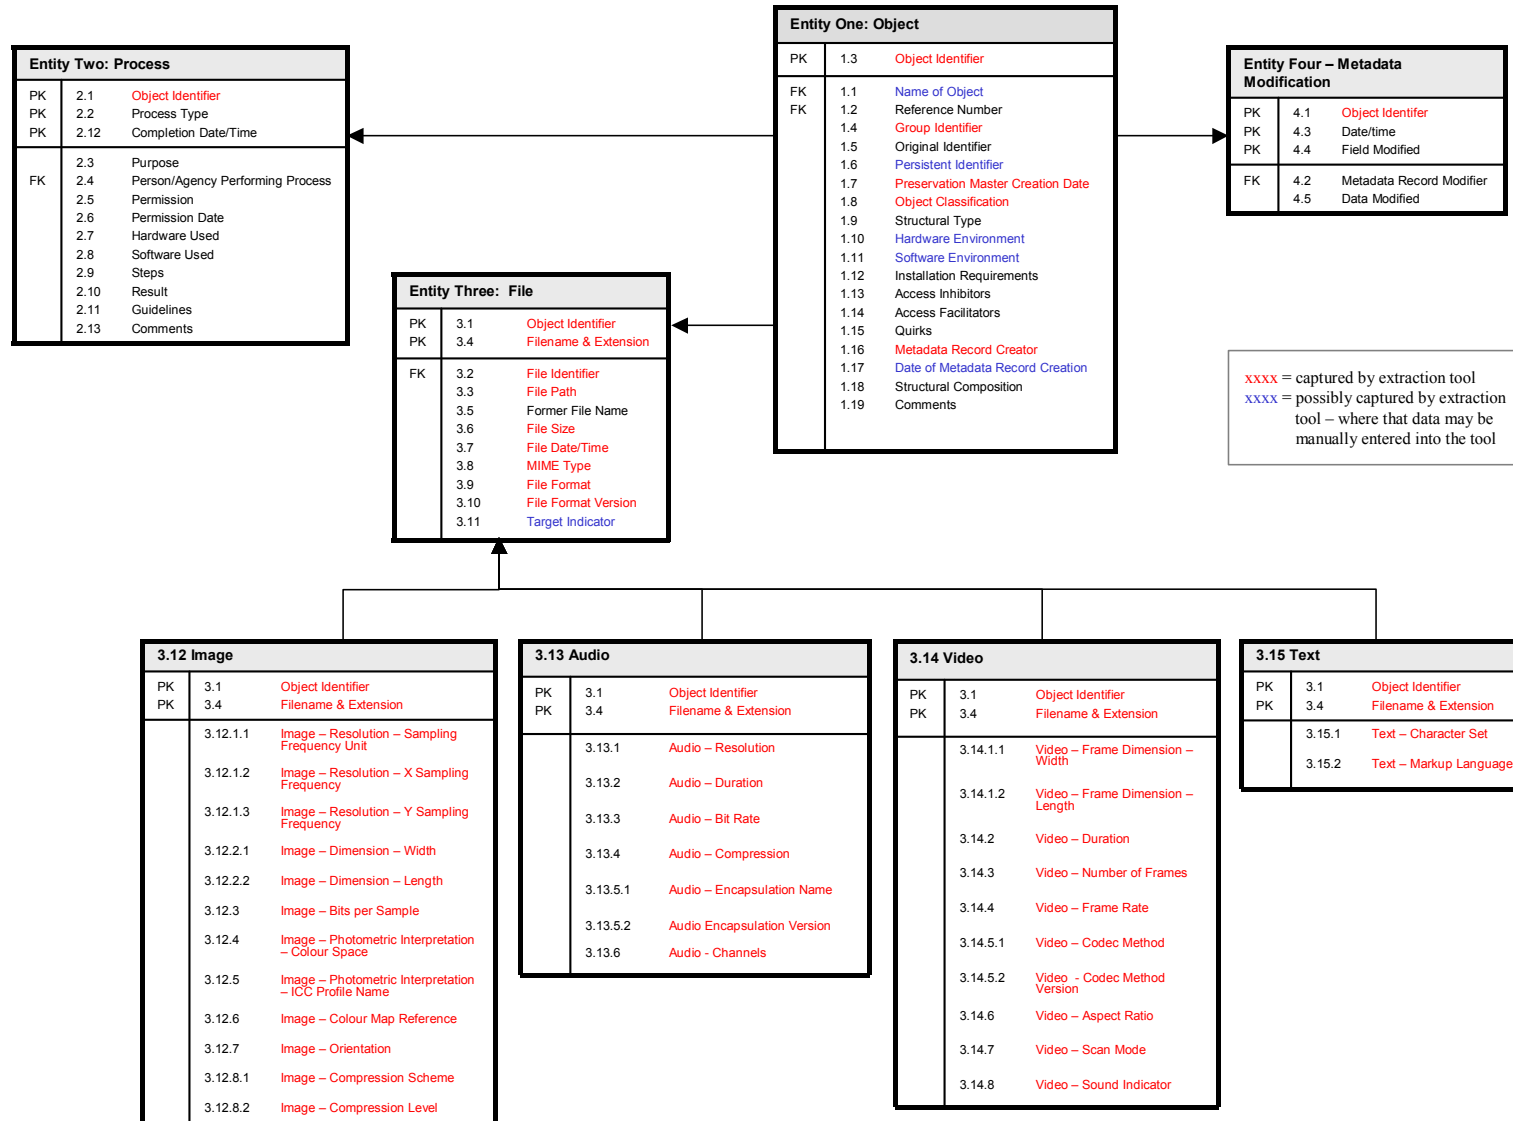 Entity One: Object
PK 1.3 Object Identifier
FK 1.1 Name of Object
FK 1.2 Reference Number
1.4 Group Identifier
1.5 Original Identifier
1.6 Persistent Identifier
1.7 Preservation Master Creation Date
1.8 Object Classification
1.9 Structural Type
1.10 Hardware Environment
1.11 Software Environment
1.12 Installation Requirements
1.13 Access Inhibitors
1.14 Access Facilitators
1.15 Quirks
1.16 Metadata Record Creator
1.17 Date of Metadata Record Creation
1.18 Structural Composition
1.19 Comments
Entity Two: Process
PK 2.1 Object Identifier
PK 2.2 Process Type
PK 2.12 Completion Date/Time
2.3 Purpose
FK 2.4 Person/Agency Performing Process
2.5 Permission
2.6 Permission Date
2.7 Hardware Used
2.8 Software Used
2.9 Steps
2.10 Result
2.11 Guidelines
2.13 Comments
Entity Four – Metadata
Modification
PK 4.1 Object Identifer
PK 4.3 Date/time
PK 4.4 Field Modified
FK 4.2 Metadata Record Modifier
4.5 Data Modified
Entity Three: File
PK 3.1 Object Identifier
PK 3.4 Filename & Extension
FK 3.2 File Identifier
3.3 File Path
3.5 Former File Name
3.6 File Size
3.7 File Date/Time
3.8 MIME Type
3.9 File Format
3.10 File Format Version
3.11 Target Indicator
xxxx = captured by extraction tool
xxxx = possibly captured by extraction
tool – where that data may be
manually entered into the tool
3.12 Image
PK 3.1 Object Identifier
PK 3.4 Filename & Extension
3.12.1.1 Image – Resolution – Sampling
Frequency Unit
3.12.1.2 Image – Resolution – X Sampling
Frequency
3.12.1.3 Image – Resolution – Y Sampling
Frequency
3.12.2.1 Image – Dimension – Width
3.12.2.2 Image – Dimension – Length
3.12.3 Image – Bits per Sample
3.12.4 Image – Photometric Interpretation
– Colour Space
3.12.5 Image – Photometric Interpretation
– ICC Profile Name
3.12.6 Image – Colour Map Reference
3.12.7 Image – Orientation
3.12.8.1 Image – Compression Scheme
3.12.8.2 Image – Compression Level
3.13 Audio
PK 3.1 Object Identifier
PK 3.4 Filename & Extension
3.13.1 Audio – Resolution
3.13.2 Audio – Duration
3.13.3 Audio – Bit Rate
3.13.4 Audio – Compression
3.13.5.1 Audio – Encapsulation Name
3.13.5.2 Audio Encapsulation Version
3.13.6 Audio - Channels
3.14 Video
PK 3.1 Object Identifier
PK 3.4 Filename & Extension
3.14.1.1 Video – Frame Dimension –
Width
3.14.1.2 Video – Frame Dimension –
Length
3.14.2 Video – Duration
3.14.3 Video – Number of Frames
3.14.4 Video – Frame Rate
3.14.5.1 Video – Codec Method
3.14.5.2 Video - Codec Method
Version
3.14.6 Video – Aspect Ratio
3.14.7 Video – Scan Mode
3.14.8 Video – Sound Indicator
3.15 Text
PK 3.1 Object Identifier
PK 3.4 Filename & Extension
3.15.1 Text – Character Set
3.15.2 Text – Markup Language